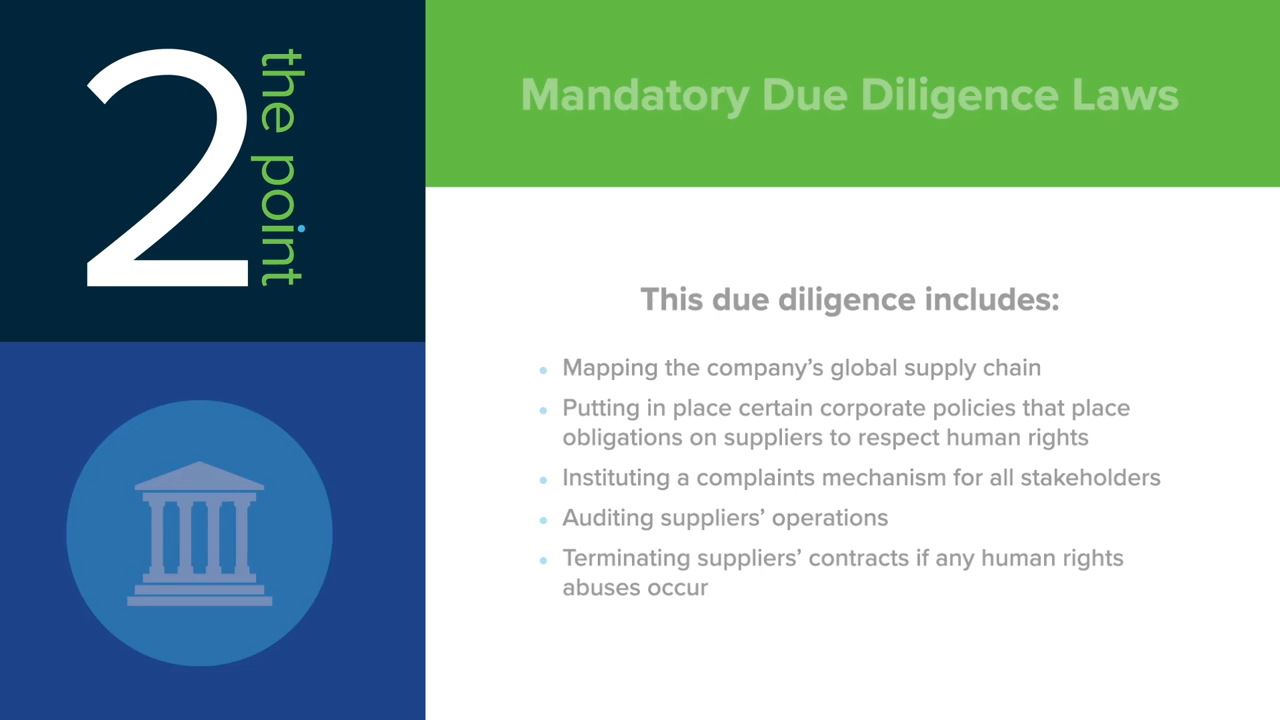 2
the point
Mandatory Due Diligence Laws
This due diligence includes:
• Mapping the company’s global supply chain
• Putting in place certain corporate policies that place
obligations on suppliers to respect human rights
• Instituting a complaints mechanism for all stakeholders
• Auditing suppliers’ operations
• Terminating suppliers’ contracts if any human rights
abuses occur